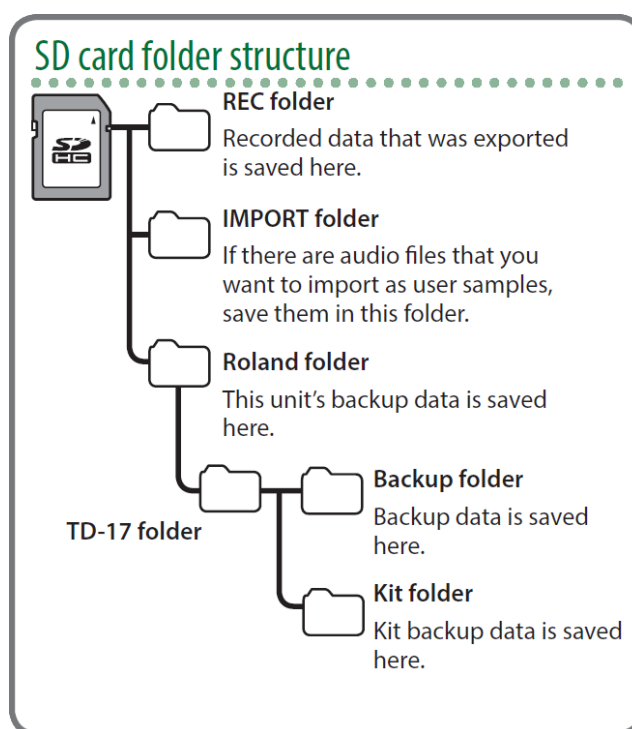 SD card folder structure
SD
HC
REC folder
Recorded data that was exported
is saved here.
IMPORT folder
If there are audio files that you
want to import as user samples,
save them in this folder.
Roland folder
This unit’s backup data is saved
here.
TD-17 folder
Backup folder
Backup data is saved
here.
Kit folder
Kit backup data is saved
here.